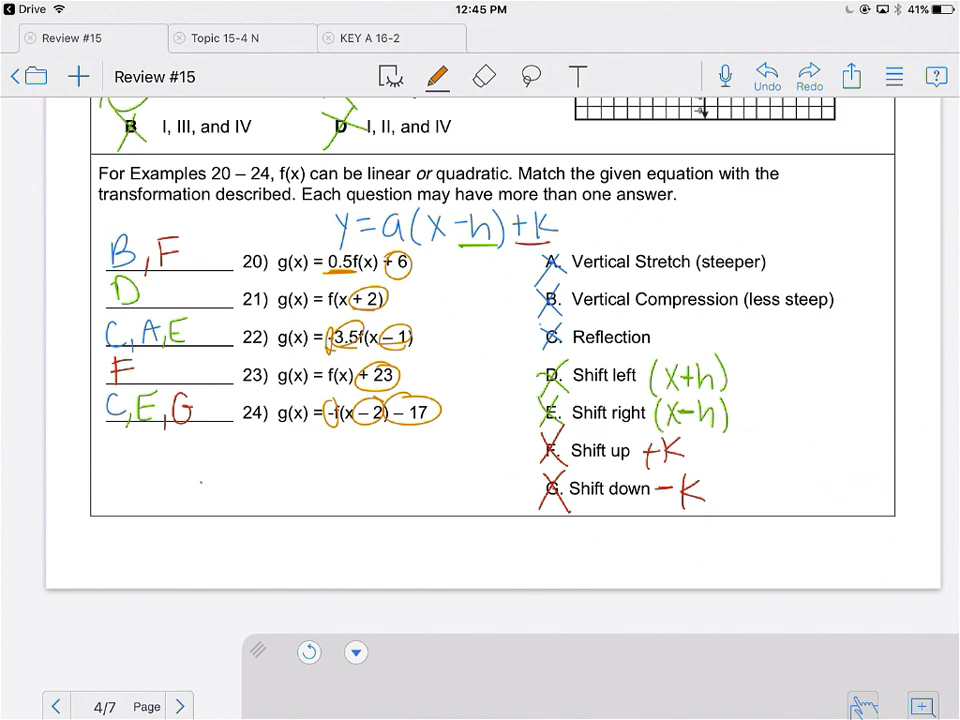 Drive
12:45 PM
41%
Review #15
Topic 15-4 N
KEY A 16-2
Review #15
T
Undo
Redo
B I, III, and IV
D I, II, and IV
For Examples 20 – 24, f(x) can be linear or quadratic. Match the given equation with the
transformation described. Each question may have more than one answer.
y = a(x - h) + k
B, F 20) g(x) = 0.5f(x) + 6
D 21) g(x) = f(x + 2)
C, A, E 22) g(x) = -3.5f(x – 1)
F 23) g(x) = f(x) + 23
C, E, G 24) g(x) = -f(x – 2) – 17
A. Vertical Stretch (steeper)
B. Vertical Compression (less steep)
C. Reflection
D. Shift left (x+h)
E. Shift right (x-h)
F. Shift up +k
G. Shift down -k
4/7 Page